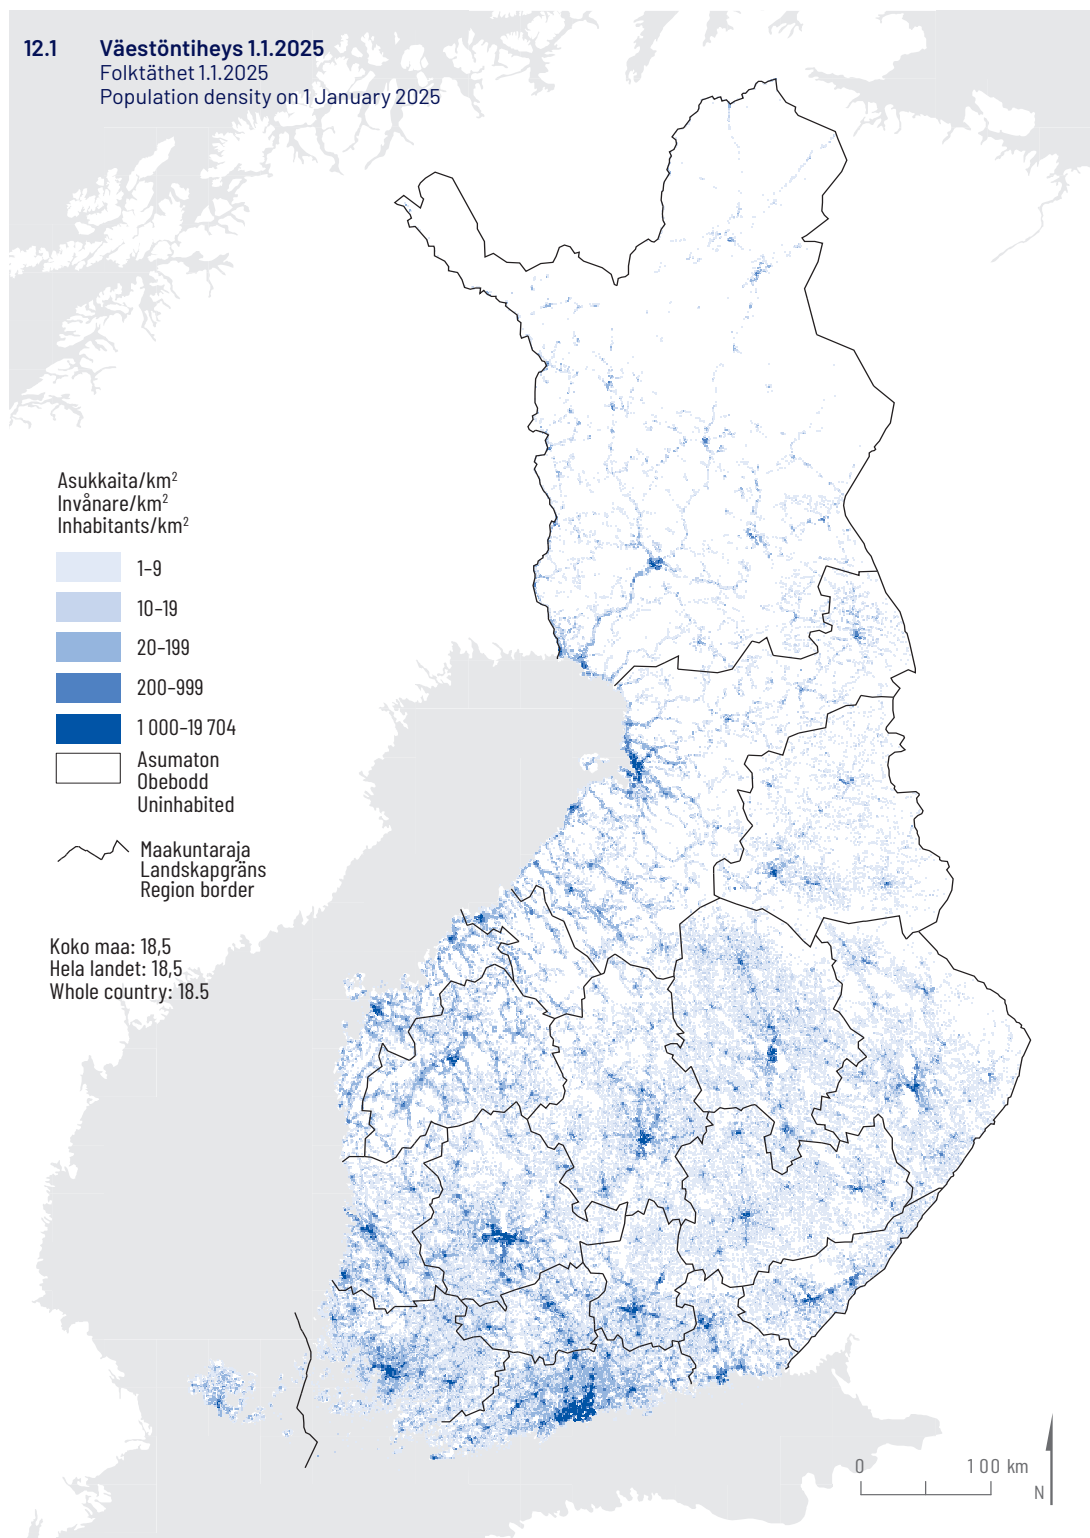 12.1 Väestöntiheys 1.1.2025
Folktäthet 1.1.2025
Population density on 1 January 2025
Asukkaita/km²
Invånare/km²
Inhabitants/km²
1–9
10–19
20–199
200–999
1 000–19 704
Asumaton
Obebodd
Uninhabited
Maakuntaraja
Landskapgräns
Region border
Koko maa: 18,5
Hela landet: 18,5
Whole country: 18.5
0 100 km
N